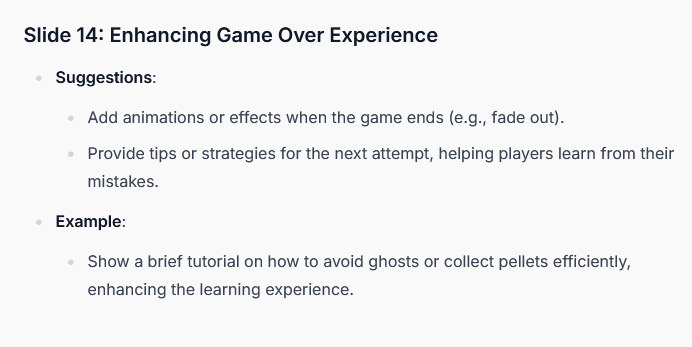 Slide 14: Enhancing Game Over Experience
Suggestions:
Add animations or effects when the game ends (e.g., fade out).
Provide tips or strategies for the next attempt, helping players learn from their
mistakes.
Example:
Show a brief tutorial on how to avoid ghosts or collect pellets efficiently,
enhancing the learning experience.